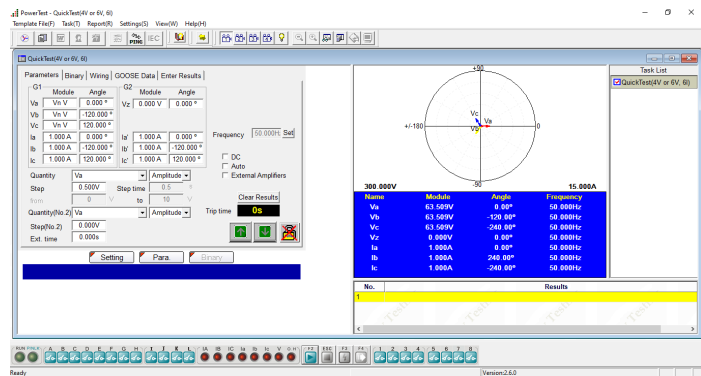 PowerTest - QuickTest(4V or 6V, 6I)
Template File(F) Task(T) Report(R) Settings(S) View(W) Help(H)
PING IEC
QuickTest(4V or 6V, 6I)
Parameters Binary Wiring GOOSE Data Enter Results
G1 Module Angle G2 Module Angle
Va Vn V 0.000 º Vz 0.000 V 0.000 º
Vb Vn V -120.000 º
Vc Vn V 120.000 º
Ia 1.000 A 0.000 º Ia' 1.000 A 0.000 º Frequency 50.000H: Set
Ib 1.000 A -120.000 º Ib' 1.000 A -120.000 º
Ic 1.000 A 120.000 º Ic' 1.000 A 120.000 º
DC
Auto
External Amplifiers
Quantity Va Amplitude
Step 0.500V Step time 0.5
from 0 V to 10 V
Clear Results
Quantity(No.2) Va Amplitude Trip time 0s
Step(No.2) 0.000V
Ext. time 0.000s
Setting Para. Binary
+90
+/-180
0
-90
Vc
Va
Vb
300.000V 15.000A
Name Module Angle Frequency
Va 63.509V 0.00º 50.000Hz
Vb 63.509V -120.00º 50.000Hz
Vc 63.509V -240.00º 50.000Hz
Vz 0.000V 0.00º 50.000Hz
Ia 1.000A 0.00º 50.000Hz
Ib 1.000A 240.00º 50.000Hz
Ic 1.000A -240.00º 50.000Hz
Task List
QuickTest(4V or 6V, 6I)
No. Results
1
RUN A B C D E F G H I J K L IA IB IC Ia Ib Ic V O.H F2 ESC F3 F4 1 2 3 4 5 6 7 8
Ready Version:2.6.0